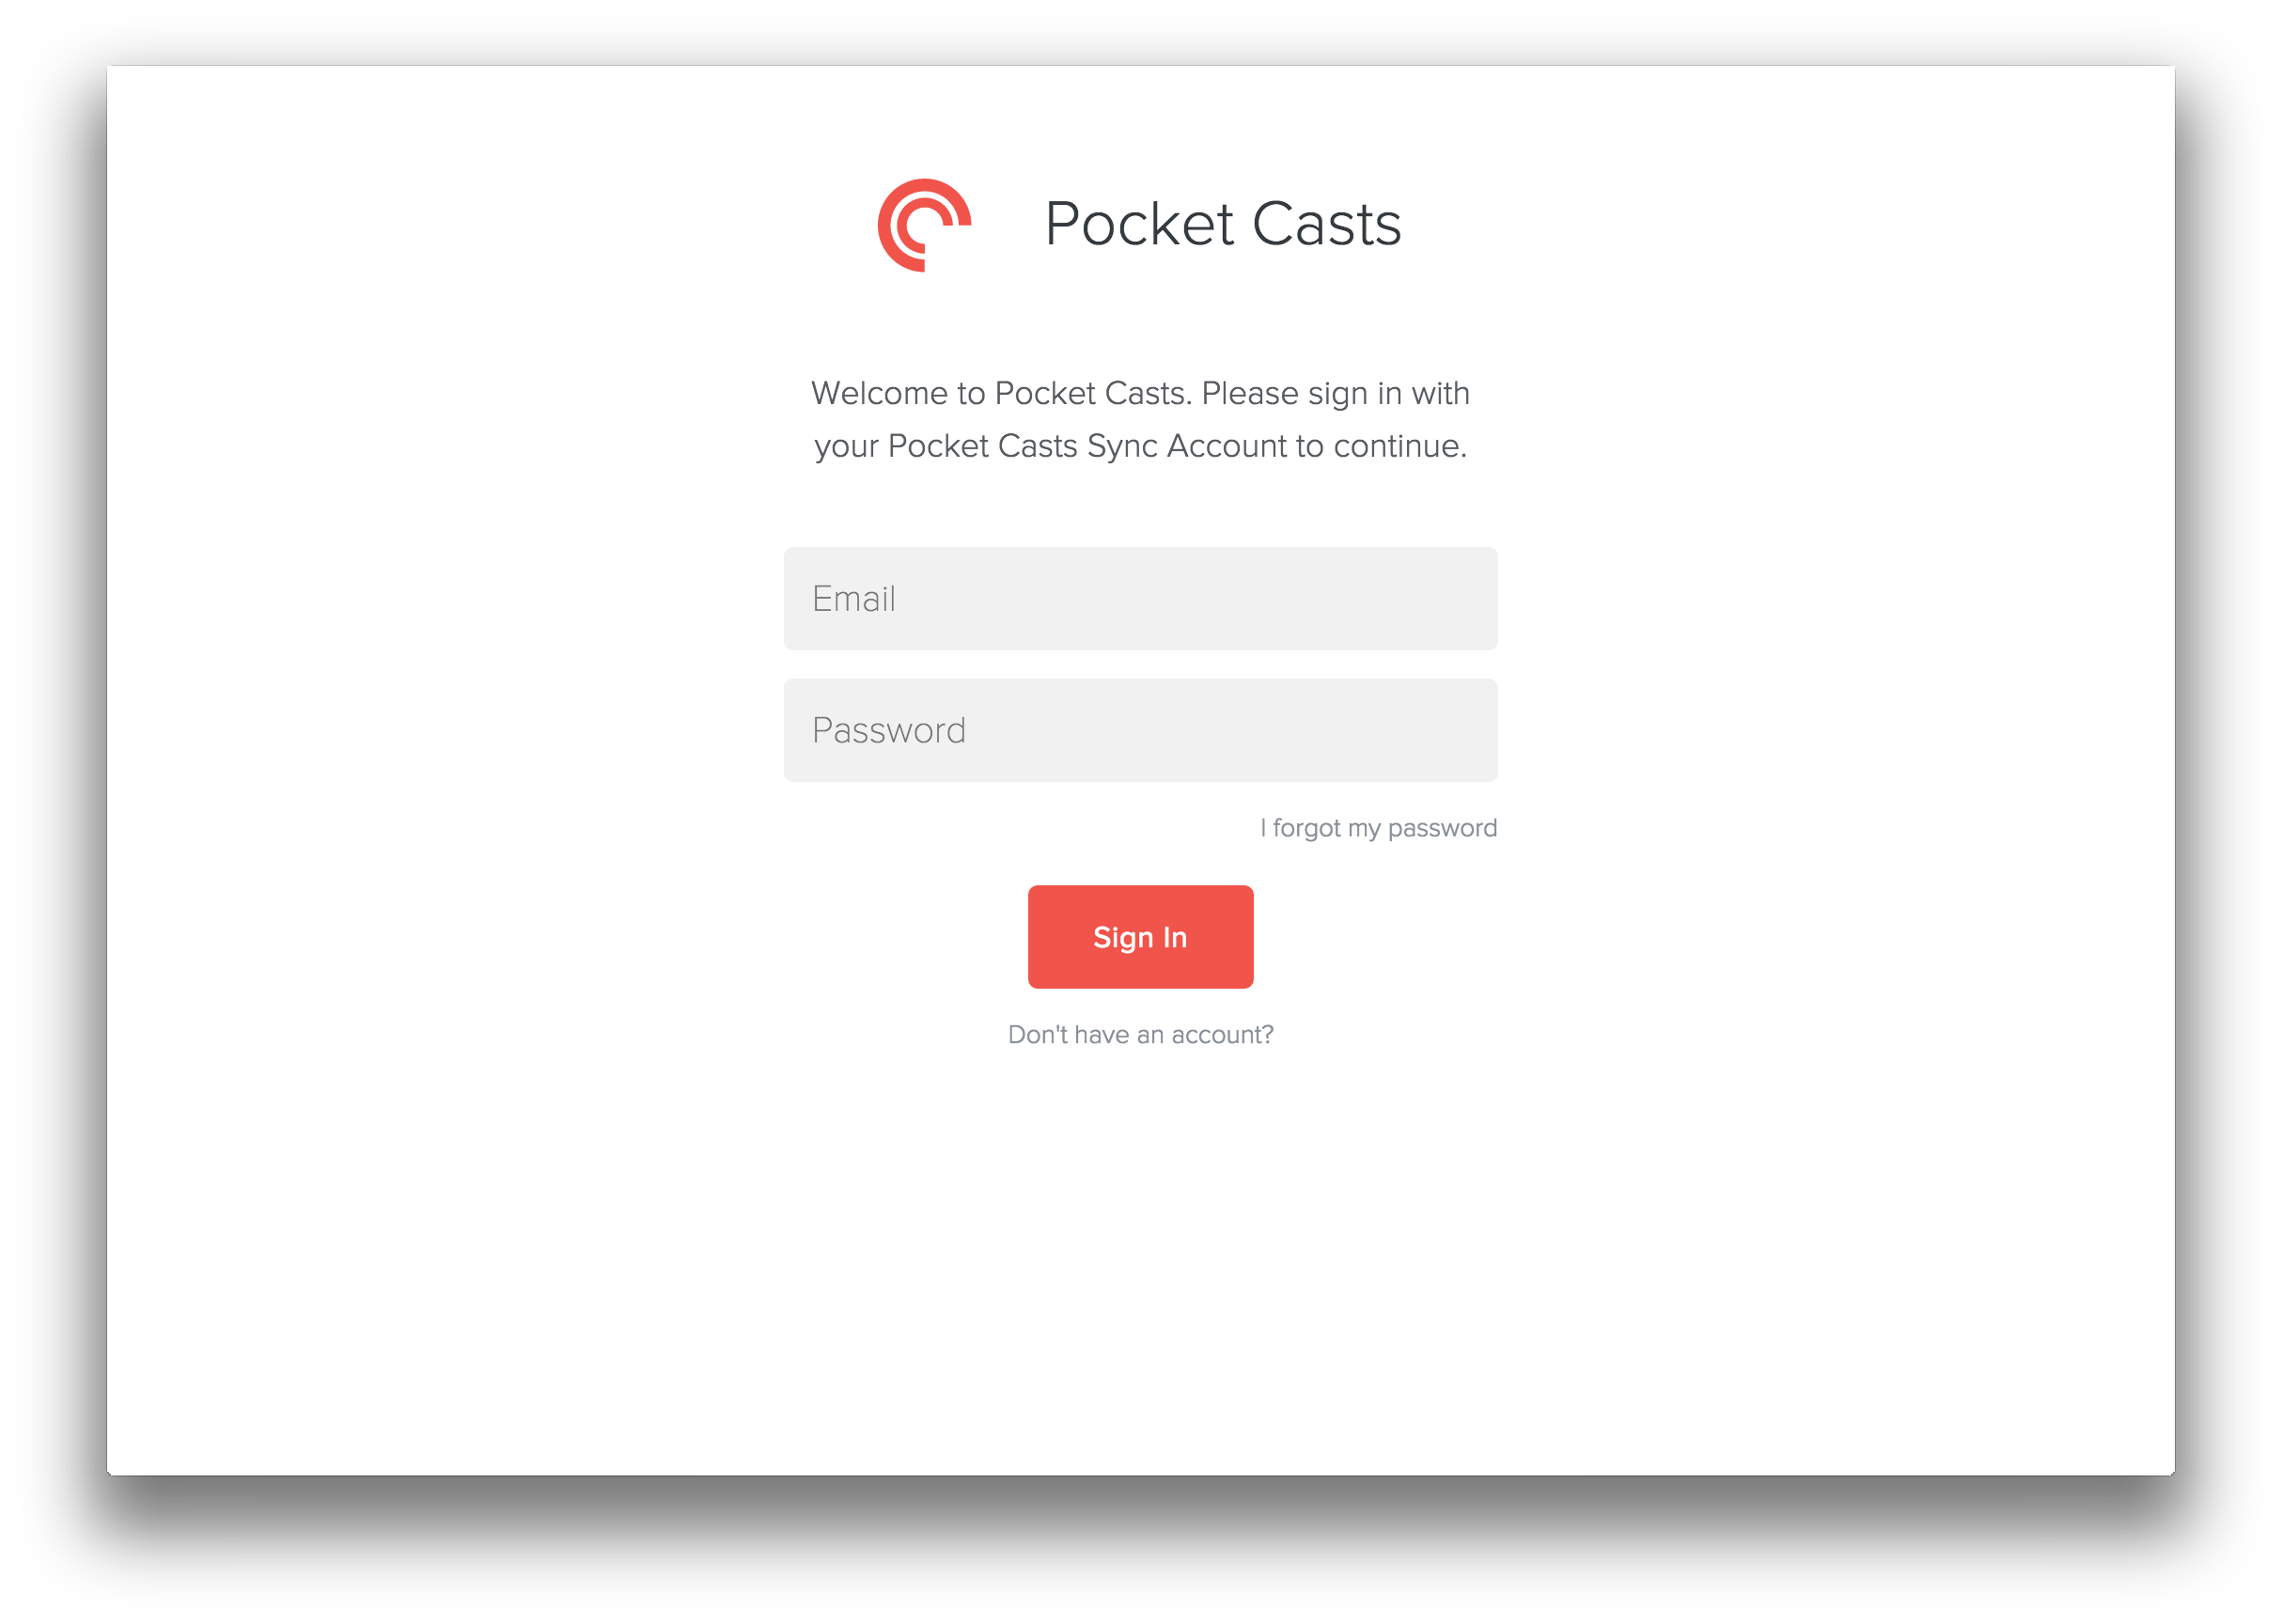 Pocket Casts
Welcome to Pocket Casts. Please sign in with
your Pocket Casts Sync Account to continue.
Email
Password
I forgot my password
Sign In
Don't have an account?